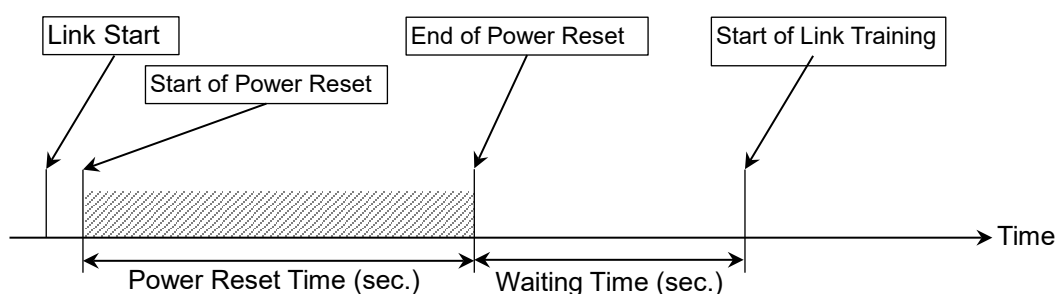 Link Start
End of Power Reset
Start of Link Training
Start of Power Reset
Time
Power Reset Time (sec.)
Waiting Time (sec.)